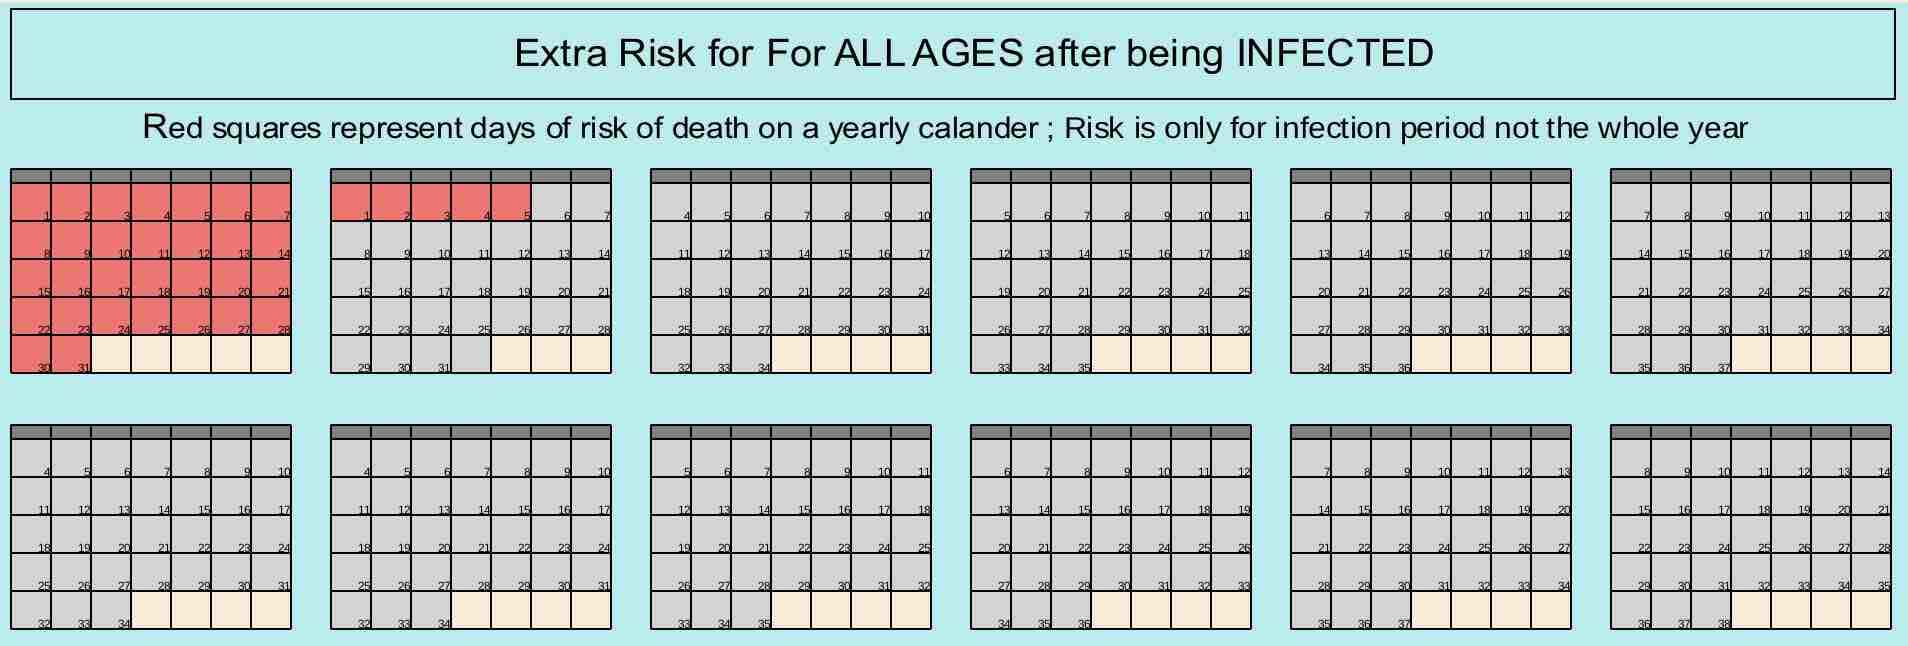 Extra Risk for For ALL AGES after being INFECTED
Red squares represent days of risk of death on a yearly calander ; Risk is only for infection period not the whole year
1 2 3 4 5 6 7
8 9 10 11 12 13 14
15 16 17 18 19 20 21
22 23 24 25 26 27 28
30 31
1 2 3 4 5 6 7
8 9 10 11 12 13 14
15 16 17 18 19 20 21
22 23 24 25 26 27 28
29 30 31
4 5 6 7 8 9 10
11 12 13 14 15 16 17
18 19 20 21 22 23 24
25 26 27 28 29 30 31
32 33 34
5 6 7 8 9 10 11
12 13 14 15 16 17 18
19 20 21 22 23 24 25
26 27 28 29 30 31 32
33 34 35
6 7 8 9 10 11 12
13 14 15 16 17 18 19
20 21 22 23 24 25 26
27 28 29 30 31 32 33
34 35 36
7 8 9 10 11 12 13
14 15 16 17 18 19 20
21 22 23 24 25 26 27
28 29 30 31 32 33 34
35 36 37
4 5 6 7 8 9 10
11 12 13 14 15 16 17
18 19 20 21 22 23 24
25 26 27 28 29 30 31
32 33 34
4 5 6 7 8 9 10
11 12 13 14 15 16 17
18 19 20 21 22 23 24
25 26 27 28 29 30 31
32 33 34
5 6 7 8 9 10 11
12 13 14 15 16 17 18
19 20 21 22 23 24 25
26 27 28 29 30 31 32
33 34 35
6 7 8 9 10 11 12
13 14 15 16 17 18 19
20 21 22 23 24 25 26
27 28 29 30 31 32 33
34 35 36
7 8 9 10 11 12 13
14 15 16 17 18 19 20
21 22 23 24 25 26 27
28 29 30 31 32 33 34
35 36 37
8 9 10 11 12 13 14
15 16 17 18 19 20 21
22 23 24 25 26 27 28
29 30 31 32 33 34 35
36 37 38